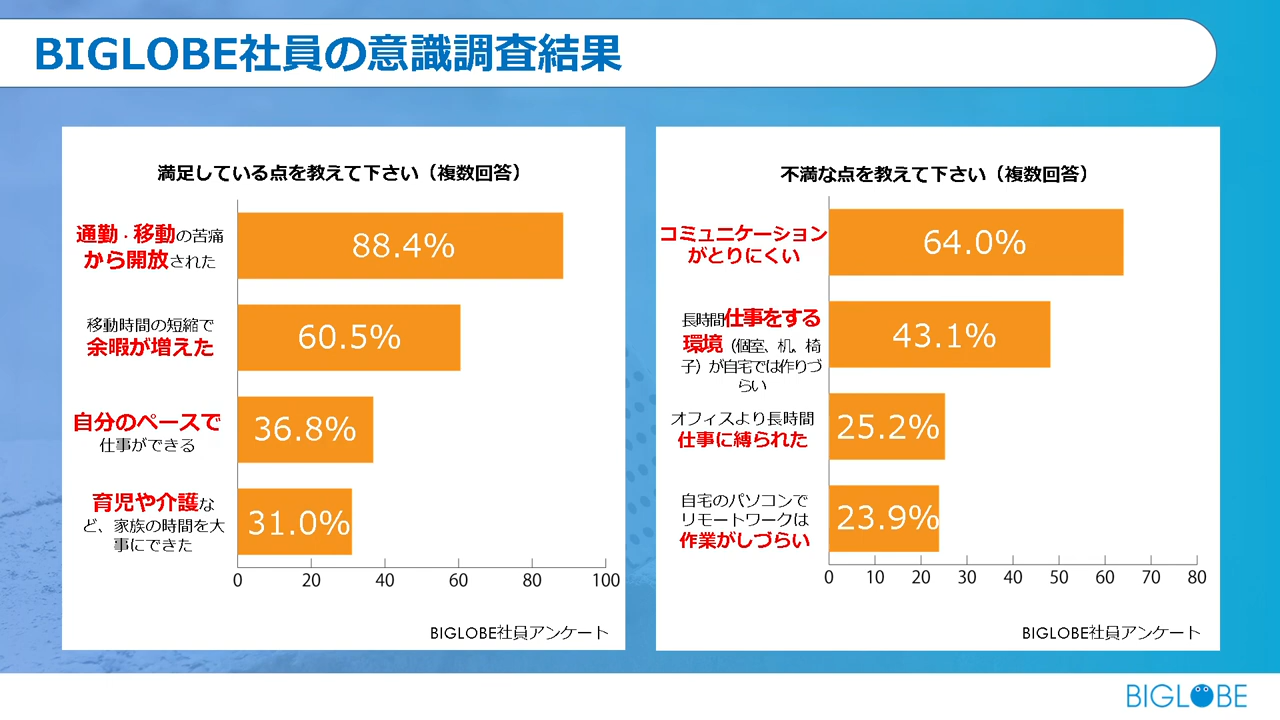 BIGLOBE社員の意識調査結果
満足している点を教えて下さい（複数回答）
通勤・移動の苦痛
から開放された
88.4%
移動時間の短縮で
余暇が増えた
60.5%
自分のペースで
仕事ができる
36.8%
育児や介護な
ど、家族の時間を大
事にできた
31.0%
0 20 40 60 80 100
BIGLOBE社員アンケート
不満な点を教えて下さい（複数回答）
コミュニケーション
がとりにくい
64.0%
長時間仕事をする
環境（個室、机、椅
子）が自宅では作りづ
らい
43.1%
オフィスより長時間
仕事に縛られた
25.2%
自宅のパソコンで
リモートワークは
作業がしづらい
23.9%
0 10 20 30 40 50 60 70 80
BIGLOBE社員アンケート
BIGLOBE